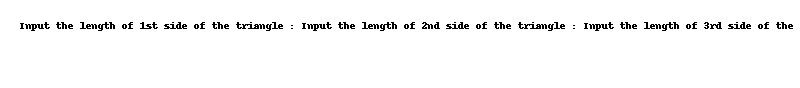 Input the length of 1st side of the triangle : Input the length of 2nd side of the triangle : Input the length of 3rd side of the